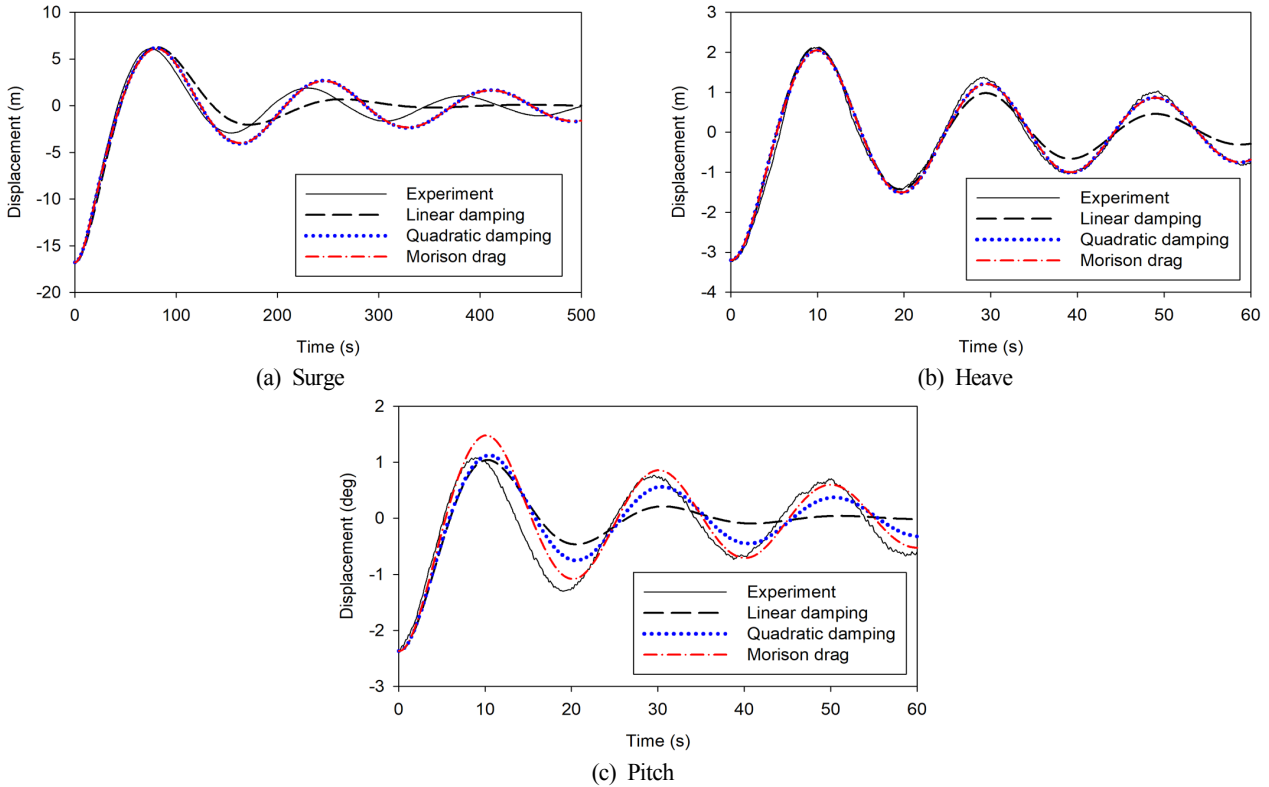 10
5
0
-5
-10
-15
-20
Displacement (m)
Experiment
Linear damping
Quadratic damping
Morison drag
0
100
200
300
400
500
Time (s)
(a) Surge
3
2
1
0
-1
-2
-3
-4
Displacement (m)
Experiment
Linear damping
Quadratic damping
Morison drag
0
10
20
30
40
50
60
Time (s)
(b) Heave
2
1
0
-1
-2
-3
Displacement (deg)
Experiment
Linear damping
Quadratic damping
Morison drag
0
10
20
30
40
50
60
Time (s)
(c) Pitch